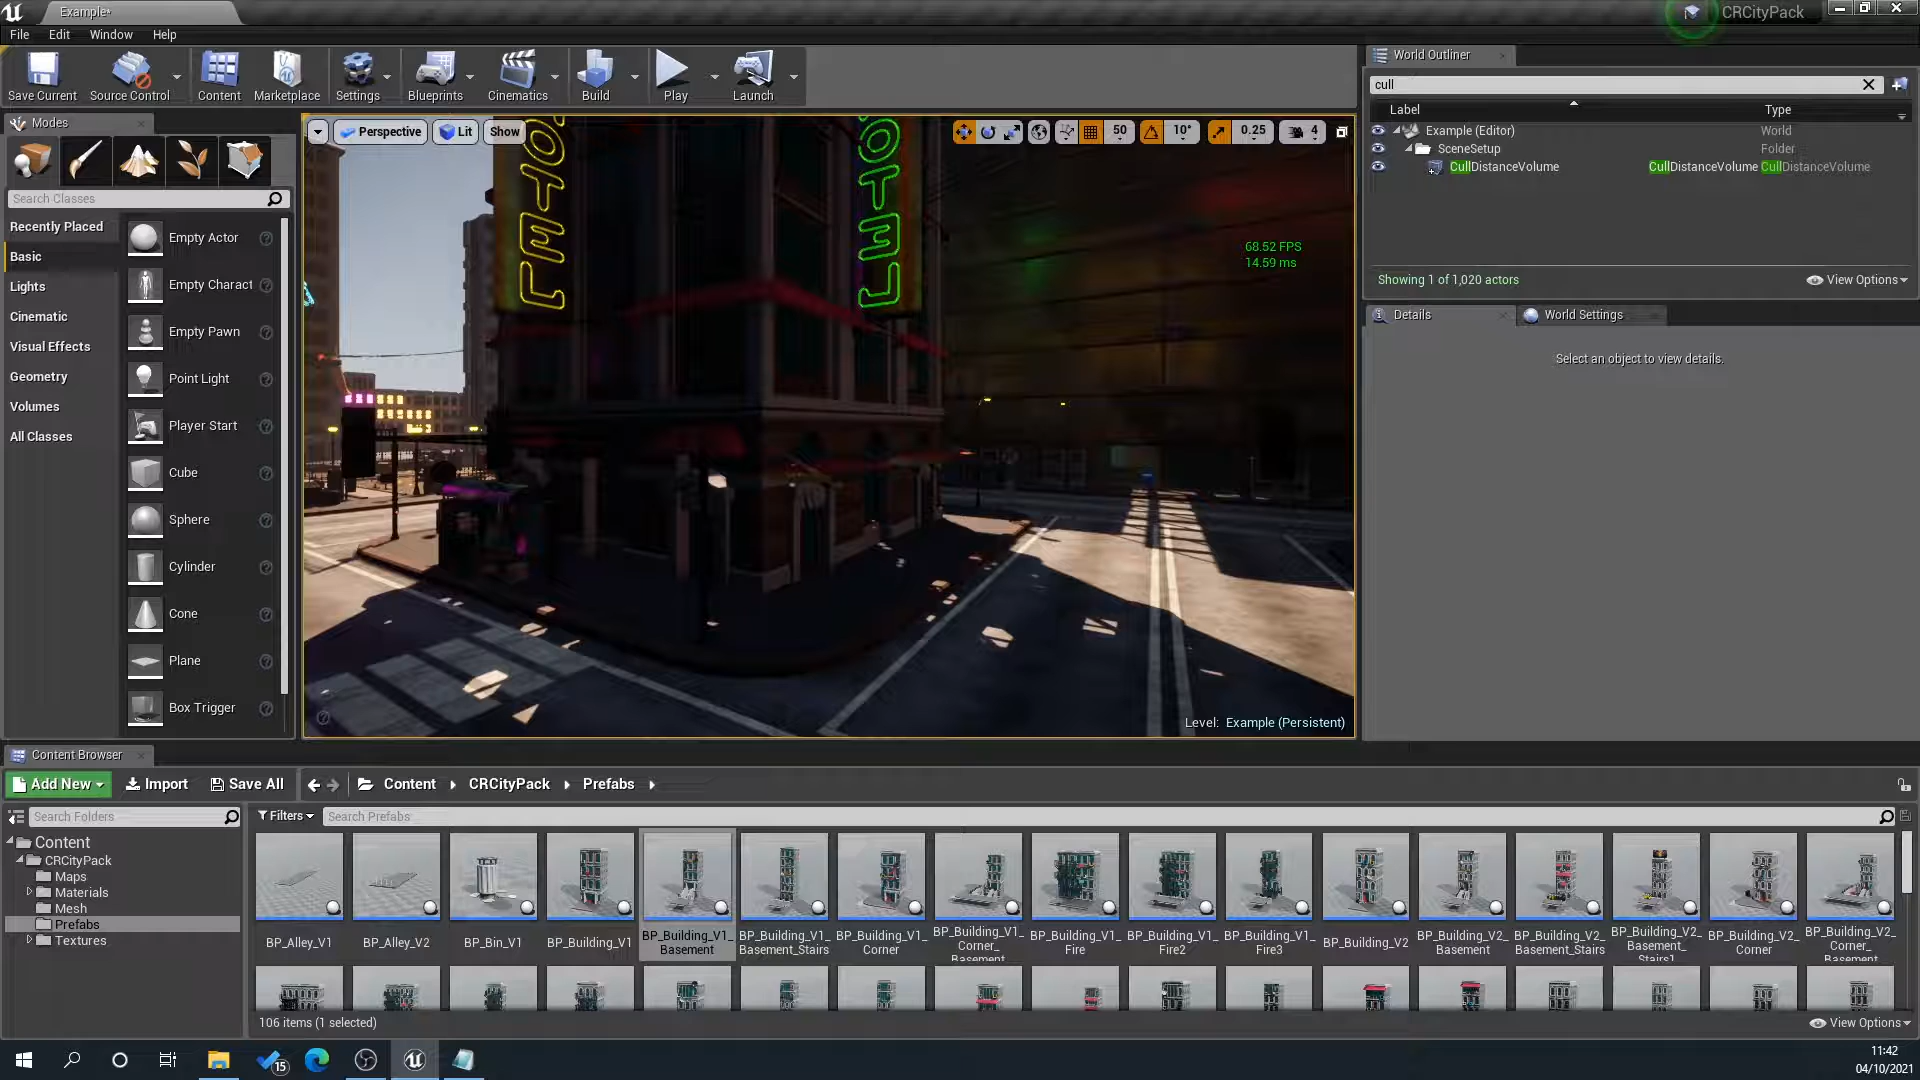 Example*
CRCityPack
File Edit Window Help
Save Current
Source Control
Content
Marketplace
Settings
Blueprints
Cinematics
Build
Play
Launch
Modes
Search Classes
Recently Placed
Basic
Lights
Cinematic
Visual Effects
Geometry
Volumes
All Classes
Empty Actor
Empty Charact
Empty Pawn
Point Light
Player Start
Cube
Sphere
Cylinder
Cone
Plane
Box Trigger
Perspective
Lit
Show
50
10°
0.25
4
OTEL
OTEL
68.52 FPS
14.59 ms
Level: Example (Persistent)
World Outliner
cull
Label Type
Example (Editor) World
SceneSetup Folder
CullDistanceVolume CullDistanceVolume CullDistanceVolume
Showing 1 of 1,020 actors
View Options
Details
World Settings
Select an object to view details.
Content Browser
Add New
Import
Save All
Content
CRCityPack
Prefabs
Search Folders
Filters
Search Prefabs
Content
CRCityPack
Maps
Materials
Mesh
Prefabs
Textures
BP_Alley_V1
BP_Alley_V2
BP_Bin_V1
BP_Building_V1
BP_Building_V1_
Basement
BP_Building_V1_
Basement_Stairs
BP_Building_V1_
Corner
BP_Building_V1_
Corner_
Basement
BP_Building_V1_
Fire
BP_Building_V1_
Fire2
BP_Building_V1_
Fire3
BP_Building_V2
BP_Building_V2_
Basement
BP_Building_V2_
Basement_Stairs
BP_Building_V2_
Basement_
Stairs1
BP_Building_V2_
Corner
BP_Building_V2_
Corner_
Basement
106 items (1 selected)
View Options
15
11:42
04/10/2021